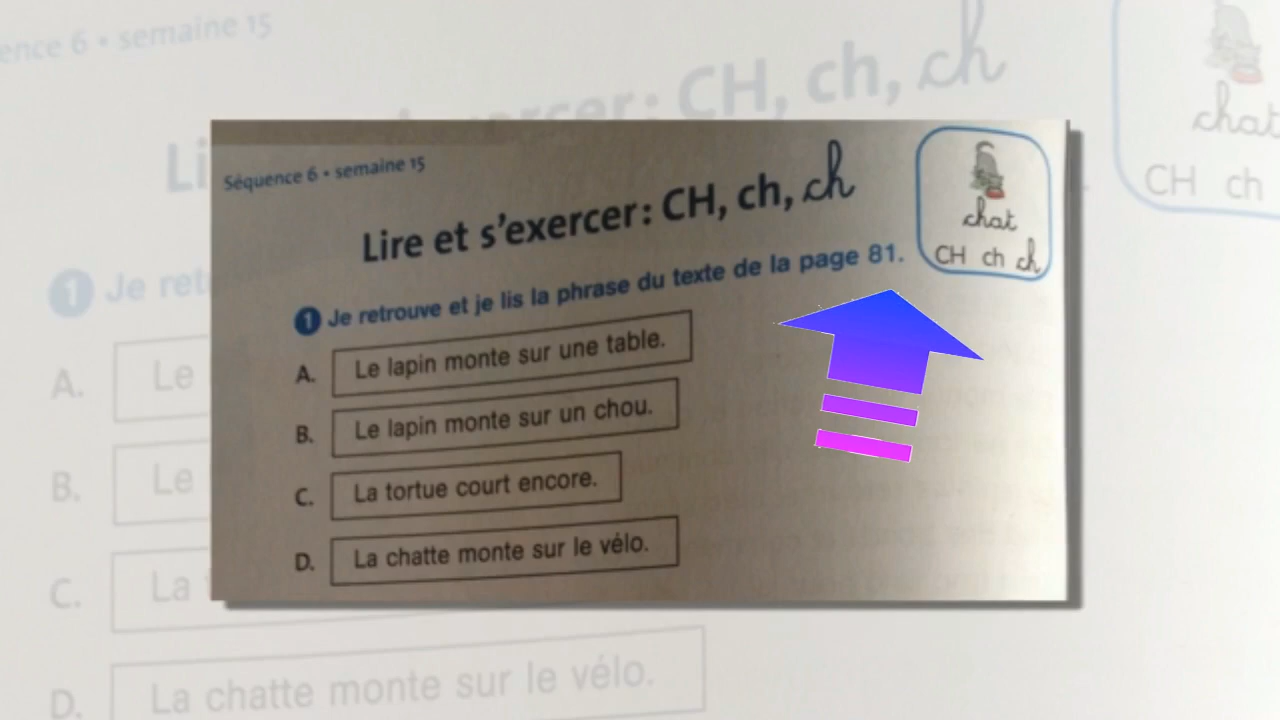 Séquence 6 • semaine 15
Lire et s'exercer : CH, ch, ch
chat
CH ch ch
1 Je retrouve et je lis la phrase du texte de la page 81.
A. Le lapin monte sur une table.
B. Le lapin monte sur un chou.
C. La tortue court encore.
D. La chatte monte sur le vélo.